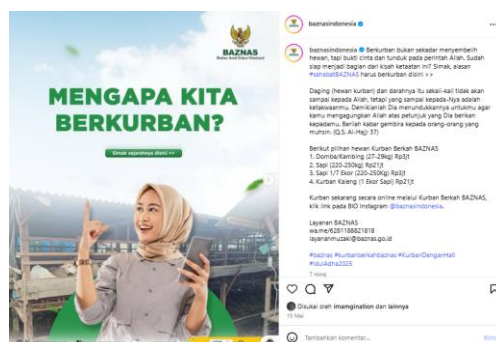 BAZNAS
Badan Amil Zakat Nasional
MENGAPA KITA
BERKURBAN?
Simak sejarahnya disini >>
baznasindonesia
baznasindonesia Berkurban bukan sekadar menyembelih
hewan, tapi bukti cinta dan tunduk pada perintah Allah. Sudah
siap menjadi bagian dari kisah ketaatan ini? Simak, alasan
#sahabatBAZNAS harus berkurban disini >>
Daging (hewan kurban) dan darahnya itu sekali-kali tidak akan
sampai kepada Allah, tetapi yang sampai kepada-Nya adalah
ketakwaanmu. Demikianlah Dia menundukkannya untukmu agar
kamu mengagungkan Allah atas petunjuk yang Dia berikan
kepadamu. Berilah kabar gembira kepada orang-orang yang
muhsin. (Q.S. Al-Hajj: 37)
Berikut pilihan hewan Kurban Berkah BAZNAS
1. Domba/Kambing (27-29kg) Rp3jt
2. Sapi (220-250kg) Rp21jt
3. Sapi 1/7 Ekor (220-250Kg) Rp3jt
4. Kurban Kaleng (1 Ekor Sapi) Rp21jt
Kurban sekarang secara online melalui Kurban Berkah BAZNAS,
klik link pada BIO Instagram @baznasindonesia.
Layanan BAZNAS
wa.me/6281188821818
layananmuzaki@baznas.go.id
#baznas #kurbanberkahbaznas #KurbanDenganHati
#IdulAdha2025
7 mng
Disukai oleh imamgination dan lainnya
15 Mei
Tambahkan komentar...